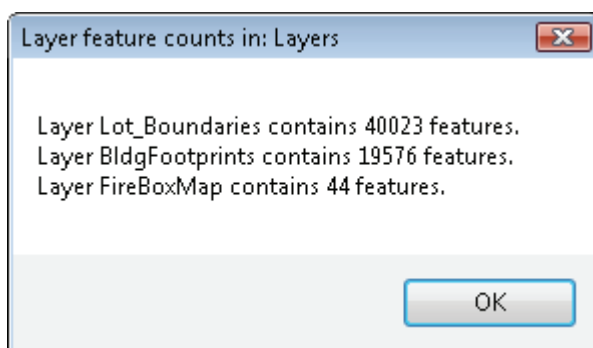 Layer feature counts in: Layers
Layer Lot_Boundaries contains 40023 features.
Layer BldgFootprints contains 19576 features.
Layer FireBoxMap contains 44 features.
OK